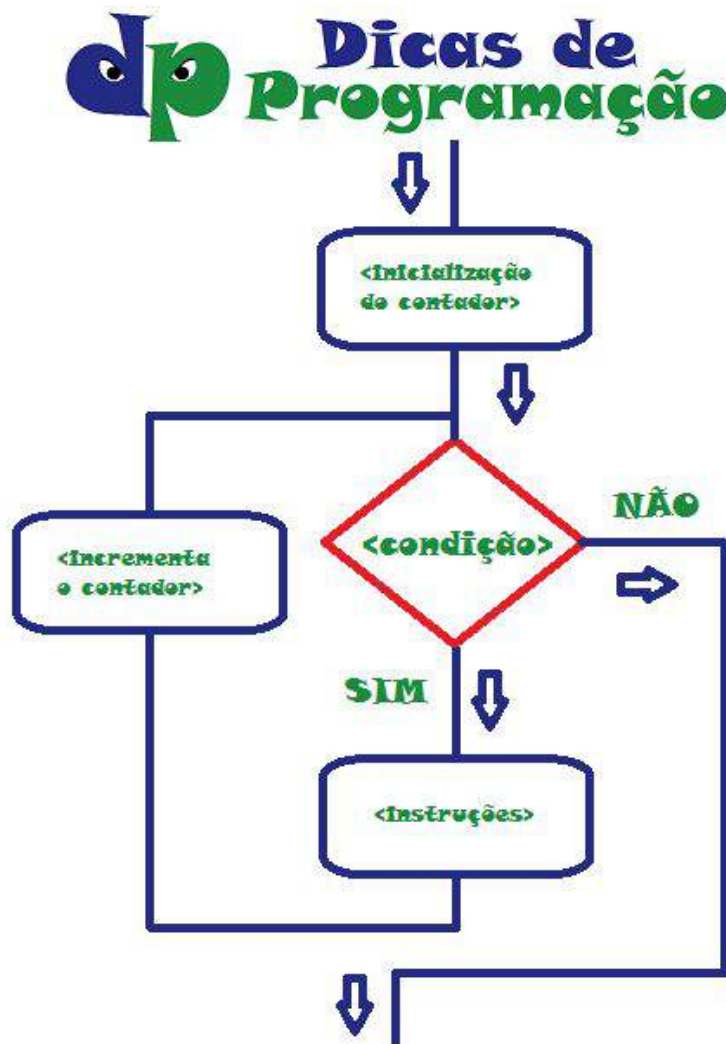 dp Dicas de
Programação
<Inicialização
do contador>
NÃO
<condição>
<Incrementa
o contador>
SIM
<Instruções>